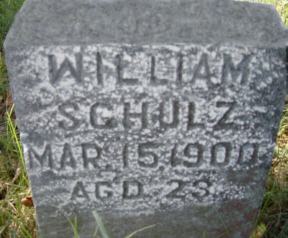 WILLIAM
SCHULZ
MAR 15 1900
AGD 23